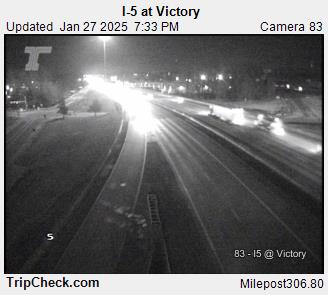 I-5 at Victory
Updated Jan 27 2025 7:33 PM Camera 83
T
S
83 - I5 @ Victory
TripCheck.com Milepost306.80